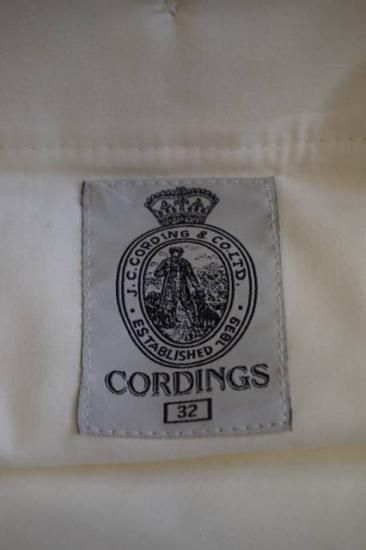 J.C.CORDING & CO.LTD.
ESTABLISHED 1839
CORDINGS
32